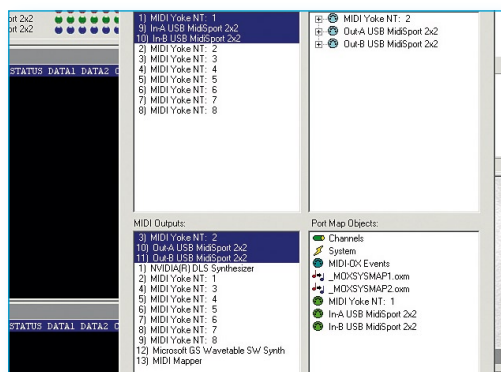 ort 2x2
ort 2x2
STATUS DATA1 DATA2 C
1) MIDI Yoke NT: 1
9) In-A USB MidiSport 2x2
10) In-B USB MidiSport 2x2
2) MIDI Yoke NT: 2
3) MIDI Yoke NT: 3
4) MIDI Yoke NT: 4
5) MIDI Yoke NT: 5
6) MIDI Yoke NT: 6
7) MIDI Yoke NT: 7
8) MIDI Yoke NT: 8
MIDI Yoke NT: 2
Out-A USB MidiSport 2x2
Out-B USB MidiSport 2x2
MIDI Outputs:
3) MIDI Yoke NT: 2
10) Out-A USB MidiSport 2x2
11) Out-B USB MidiSport 2x2
1) NVIDIA(R) DLS Synthesizer
2) MIDI Yoke NT: 1
4) MIDI Yoke NT: 3
5) MIDI Yoke NT: 4
6) MIDI Yoke NT: 5
7) MIDI Yoke NT: 6
8) MIDI Yoke NT: 7
9) MIDI Yoke NT: 8
12) Microsoft GS Wavetable SW Synth
13) MIDI Mapper
Port Map Objects:
Channels
System
MIDI-OX Events
_MOXSYSMAP1.oxm
_MOXSYSMAP2.oxm
MIDI Yoke NT: 1
In-A USB MidiSport 2x2
In-B USB MidiSport 2x2
STATUS DATA1 DATA2 C